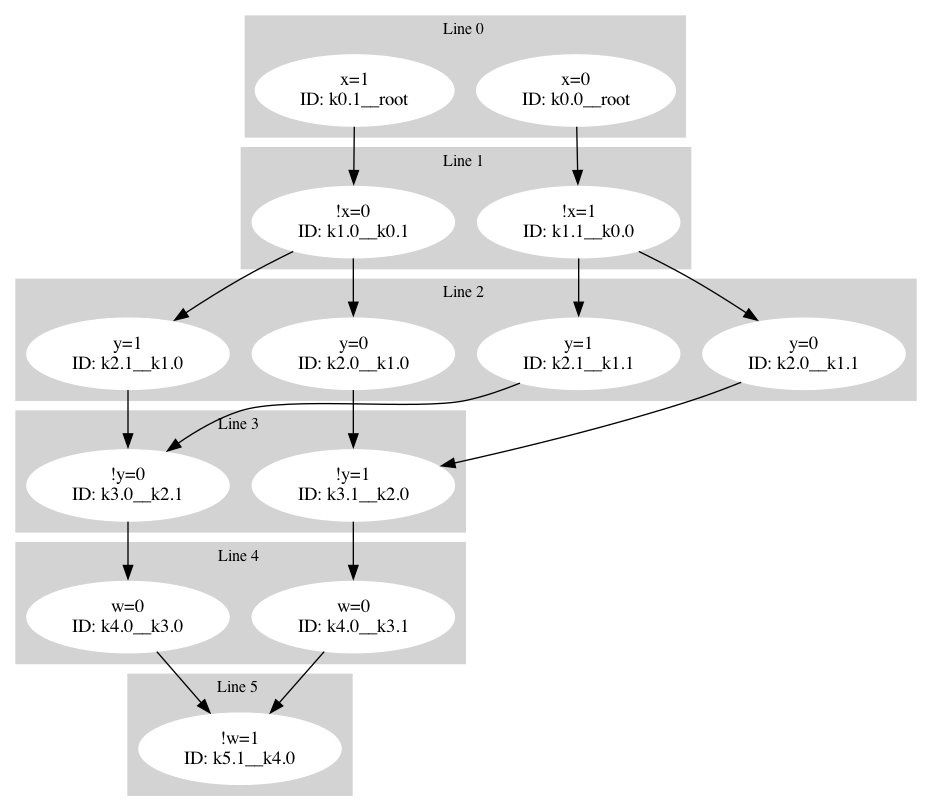 Line 0
x=1
ID: k0.1__root
x=0
ID: k0.0__root
Line 1
!x=0
ID: k1.0__k0.1
!x=1
ID: k1.1__k0.0
Line 2
y=1
ID: k2.1__k1.0
y=0
ID: k2.0__k1.0
y=1
ID: k2.1__k1.1
y=0
ID: k2.0__k1.1
Line 3
!y=0
ID: k3.0__k2.1
!y=1
ID: k3.1__k2.0
Line 4
w=0
ID: k4.0__k3.0
w=0
ID: k4.0__k3.1
Line 5
!w=1
ID: k5.1__k4.0